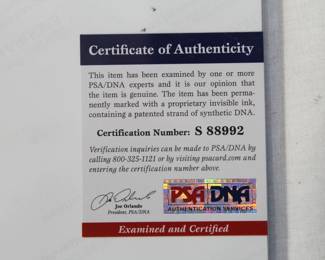 Certificate of Authenticity
This item has been examined by one or more
PSA/DNA experts and it is our opinion that
the item is genuine. The item has been perma-
nently marked with a proprietary invisible ink,
containing a patented strand of synthetic DNA.
Certification Number: S 88992
Verification inquiries can be made to PSA/DNA by
calling 800-325-1121 or by visiting psacard.com and
entering the certification number above.
Joe Orlando
President, PSA/DNA
PSA DNA
AUTHENTICATION SERVICES
Examined and Certified